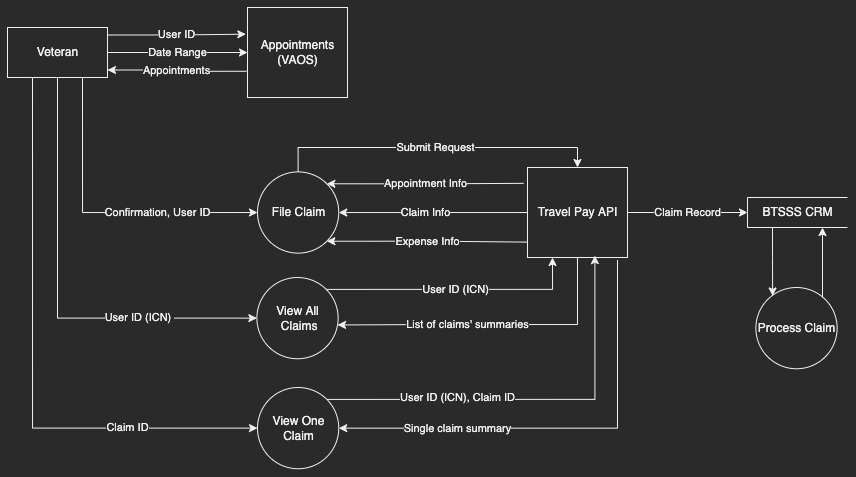 User ID
Veteran
Date Range
Appointments
Appointments
(VAOS)
Submit Request
Appointment Info
Confirmation, User ID
File Claim
Claim Info
Travel Pay API
Claim Record
BTSSS CRM
Expense Info
User ID (ICN)
User ID (ICN)
View All
Claims
List of claims' summaries
Process Claim
User ID (ICN), Claim ID
Claim ID
View One
Claim
Single claim summary